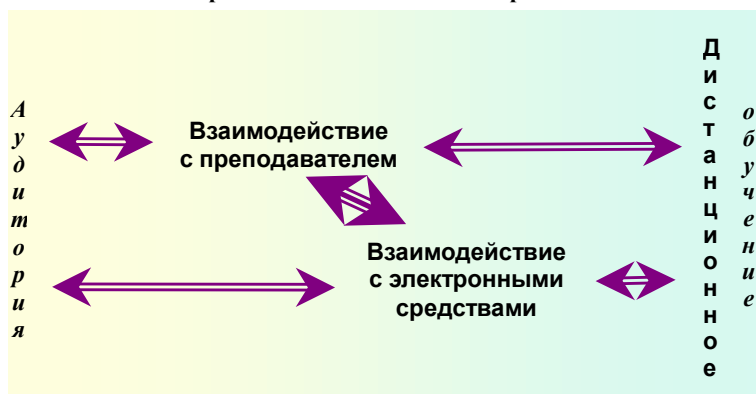 Аудитория
Взаимодействие
с преподавателем
Взаимодействие
с электронными
средствами
Дистанционное
обучение